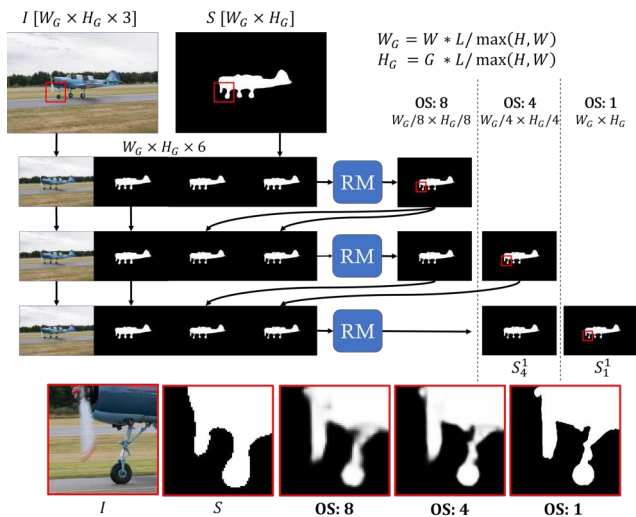 I [W_G × H_G × 3]
S [W_G × H_G]
W_G = W * L/ max(H, W)
H_G = G * L/ max(H, W)
OS: 8
OS: 4
OS: 1
W_G/8 × H_G/8
W_G/4 × H_G/4
W_G × H_G
W_G × H_G × 6
RM
RM
RM
S_4^1
S_1^1
I
S
OS: 8
OS: 4
OS: 1